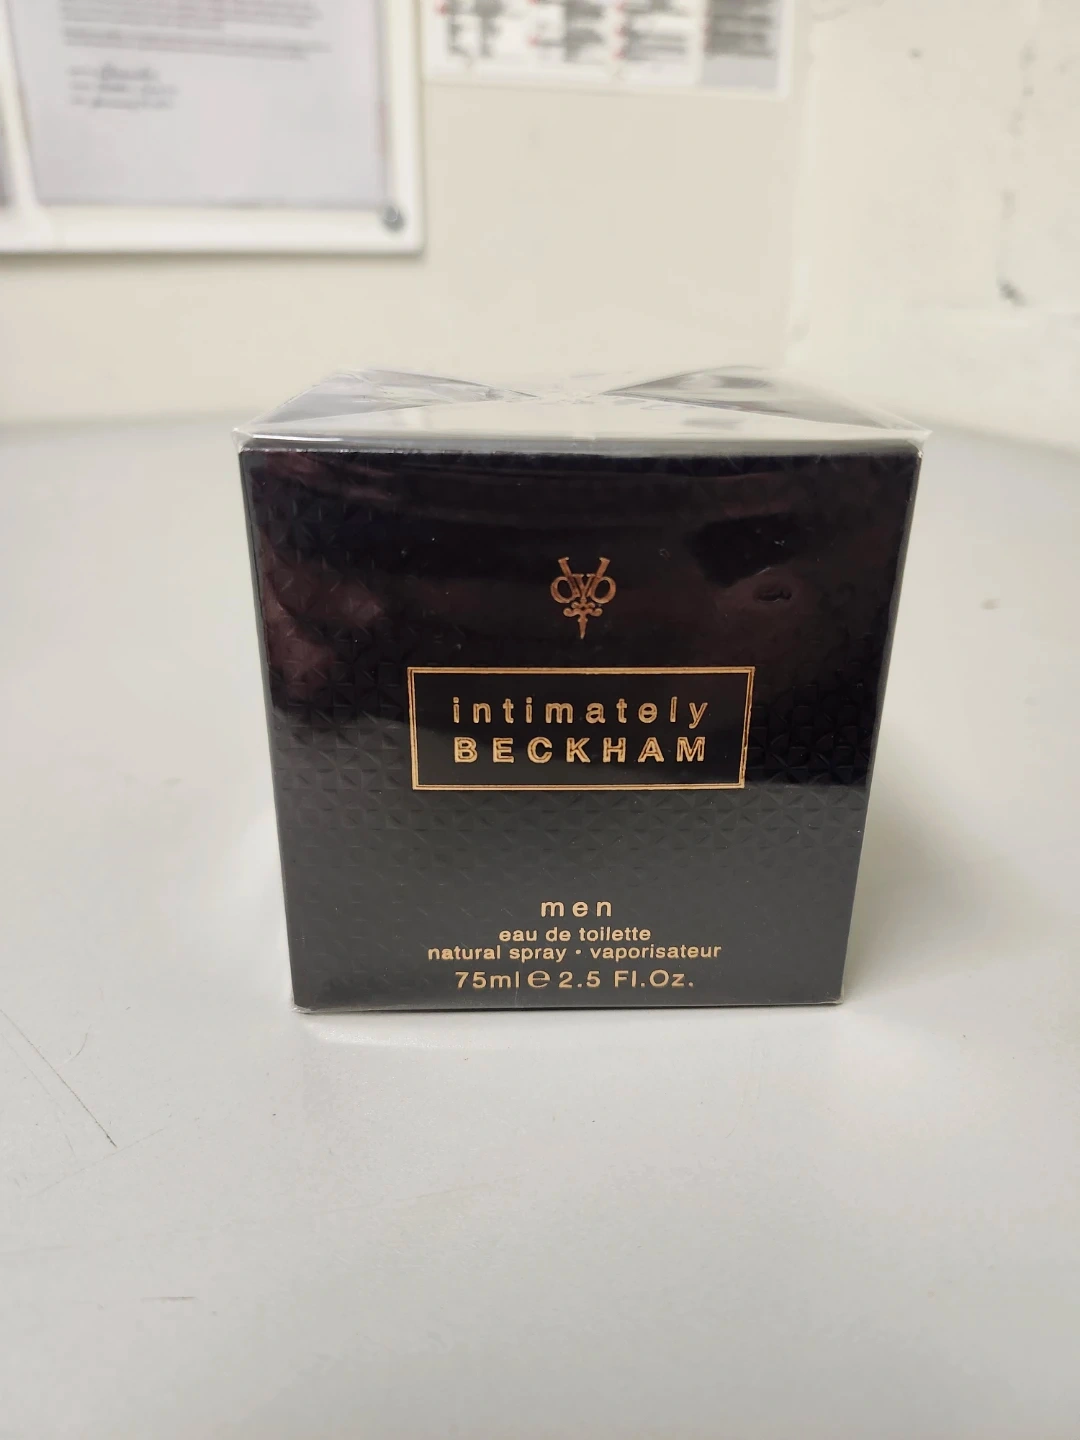 intimately
BECKHAM
men
eau de toilette
natural spray • vaporisateur
75ml ℮ 2.5 Fl.Oz.